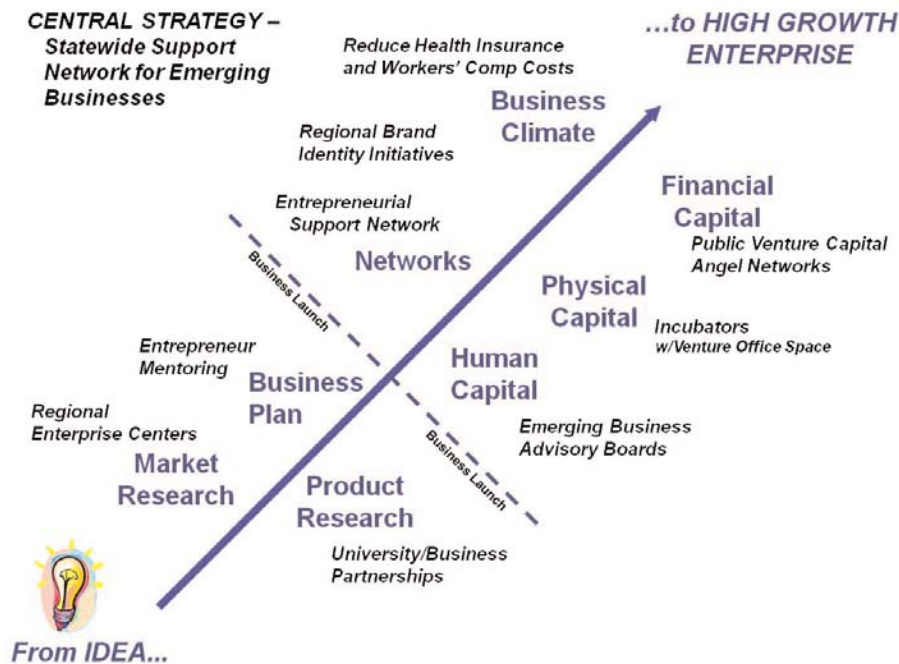 CENTRAL STRATEGY –
Statewide Support
Network for Emerging
Businesses
...to HIGH GROWTH
ENTERPRISE
Reduce Health Insurance
and Workers' Comp Costs
Business
Climate
Regional Brand
Identity Initiatives
Financial
Capital
Public Venture Capital
Angel Networks
Entrepreneurial
Support Network
Networks
Business Launch
Physical
Capital
Incubators
w/Venture Office Space
Entrepreneur
Mentoring
Business
Plan
Human
Capital
Regional
Enterprise Centers
Emerging Business
Advisory Boards
Business Launch
Market
Research
Product
Research
University/Business
Partnerships
From IDEA...